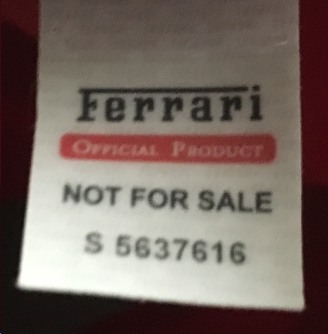 Ferrari
OFFICIAL PRODUCT
NOT FOR SALE
S 5637616